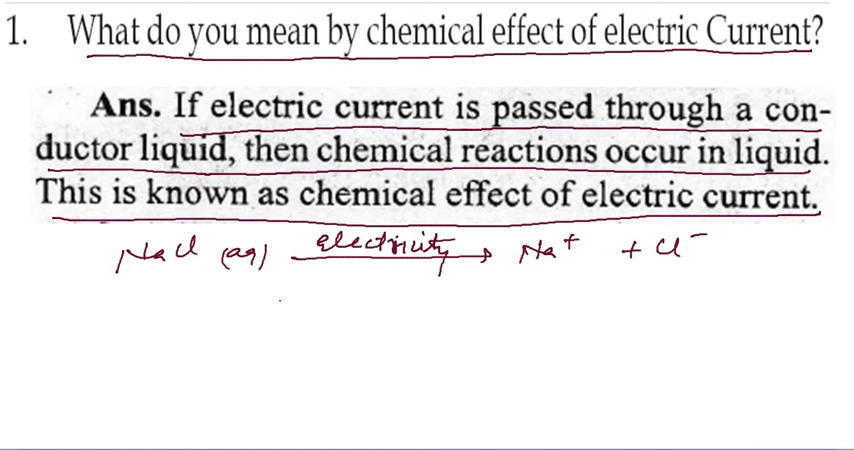 1. What do you mean by chemical effect of electric Current?
Ans. If electric current is passed through a con-
ductor liquid, then chemical reactions occur in liquid.
This is known as chemical effect of electric current.
NaCl (aq) electricity → Na⁺ + Cl⁻